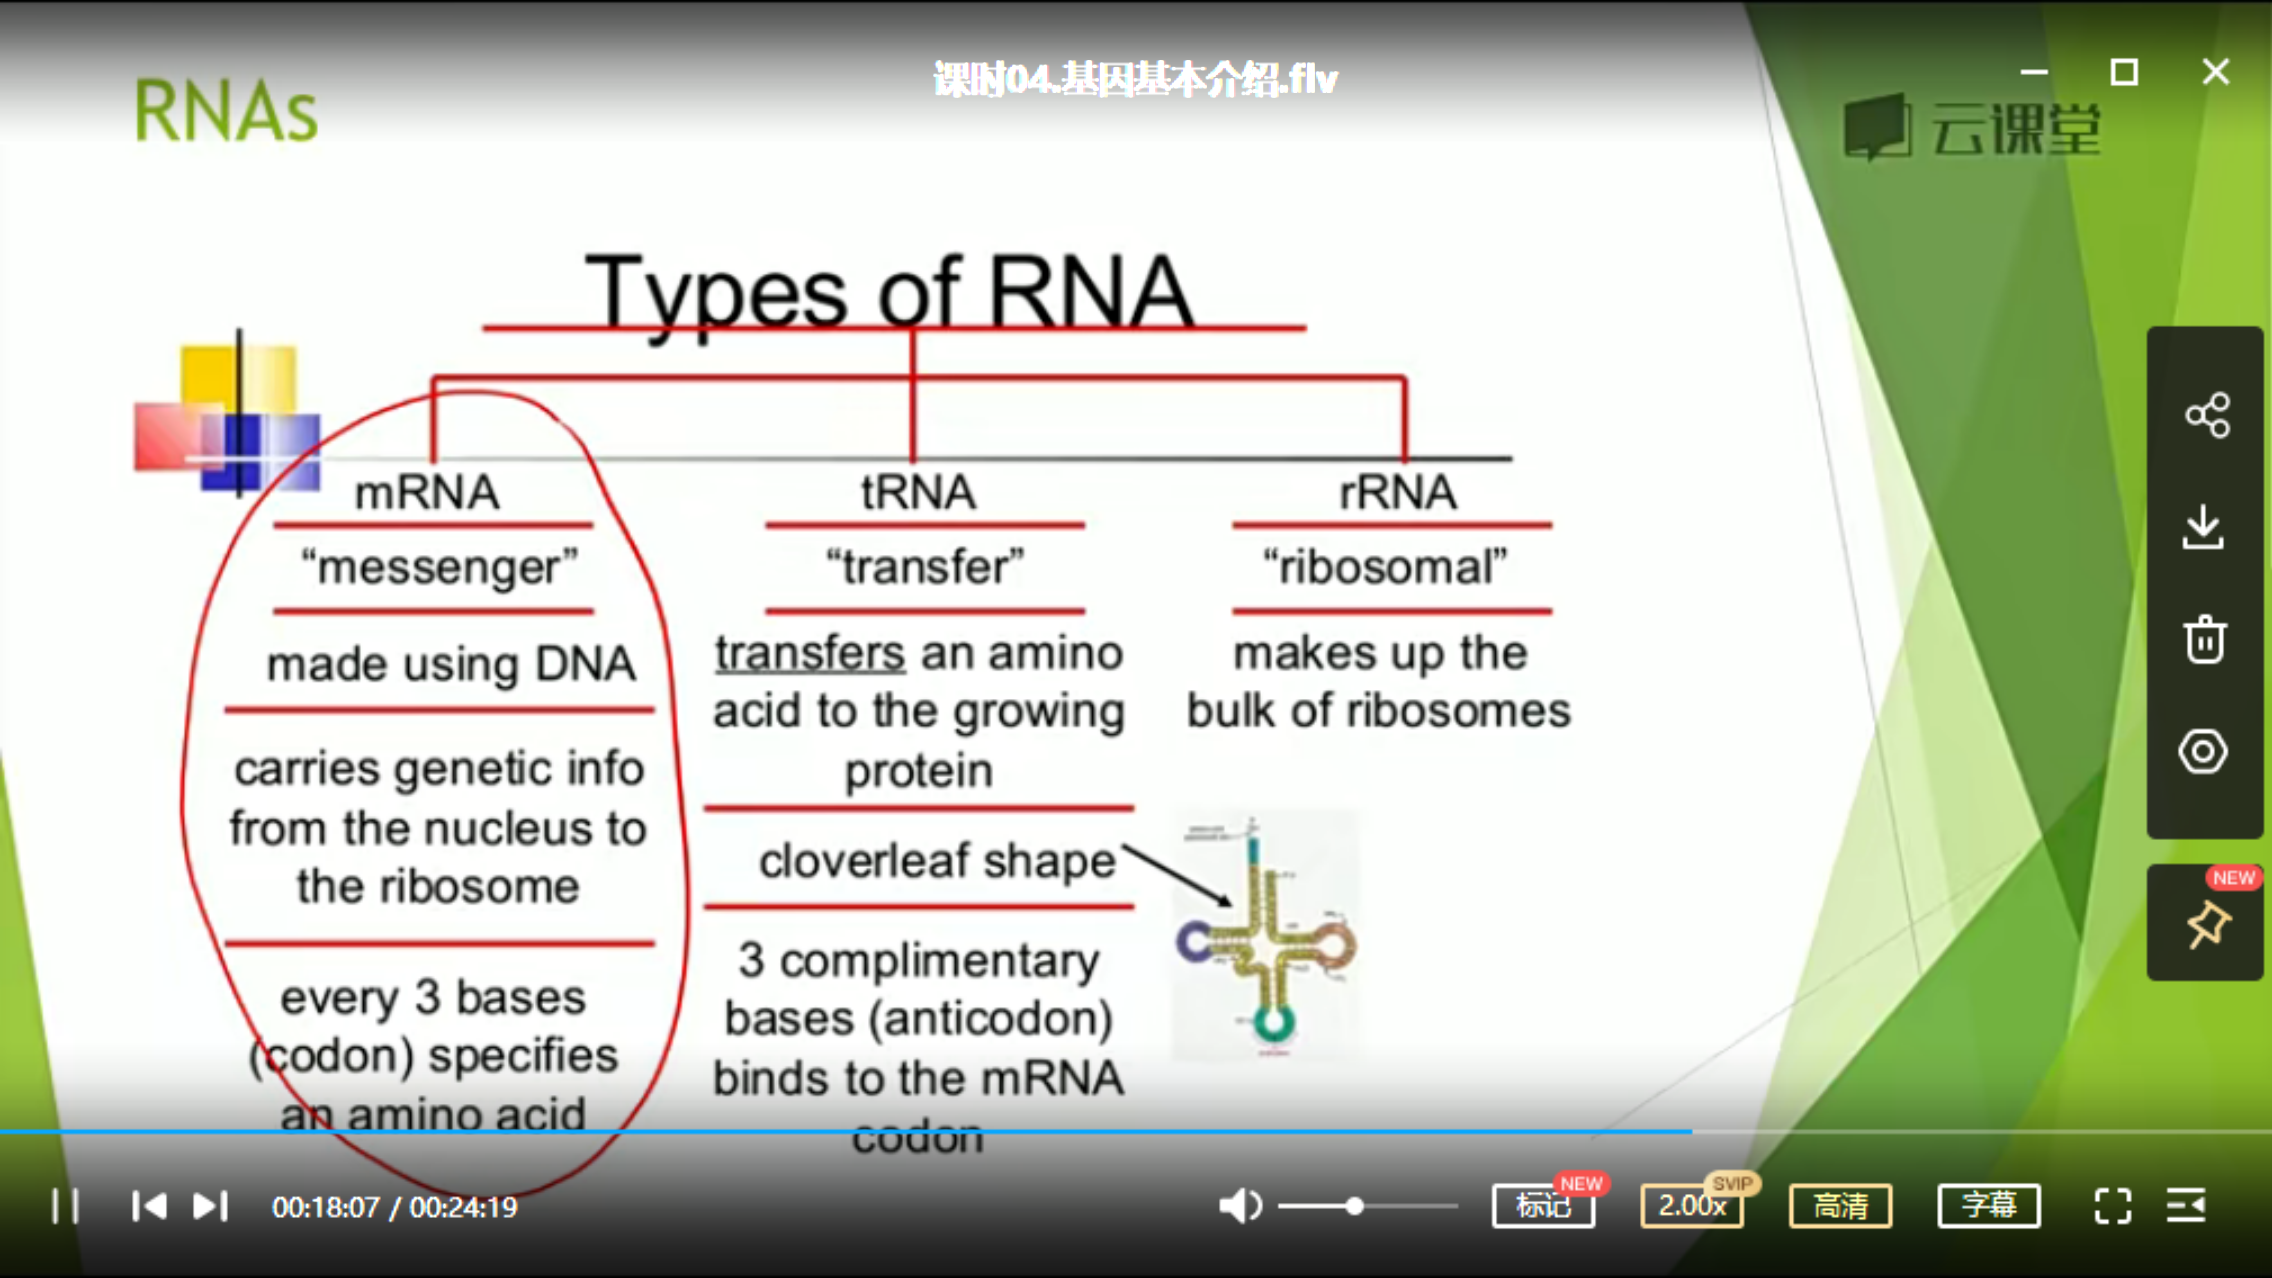 课时04.基因基本介绍.flv
RNAs
云课堂
Types of RNA
mRNA
“messenger”
made using DNA
carries genetic info
from the nucleus to
the ribosome
every 3 bases
(codon) specifies
an amino acid
tRNA
“transfer”
transfers an amino
acid to the growing
protein
cloverleaf shape
3 complimentary
bases (anticodon)
binds to the mRNA
codon
rRNA
“ribosomal”
makes up the
bulk of ribosomes
NEW
00:18:07 / 00:24:19
标记
NEW
2.00x
SVIP
高清
字幕